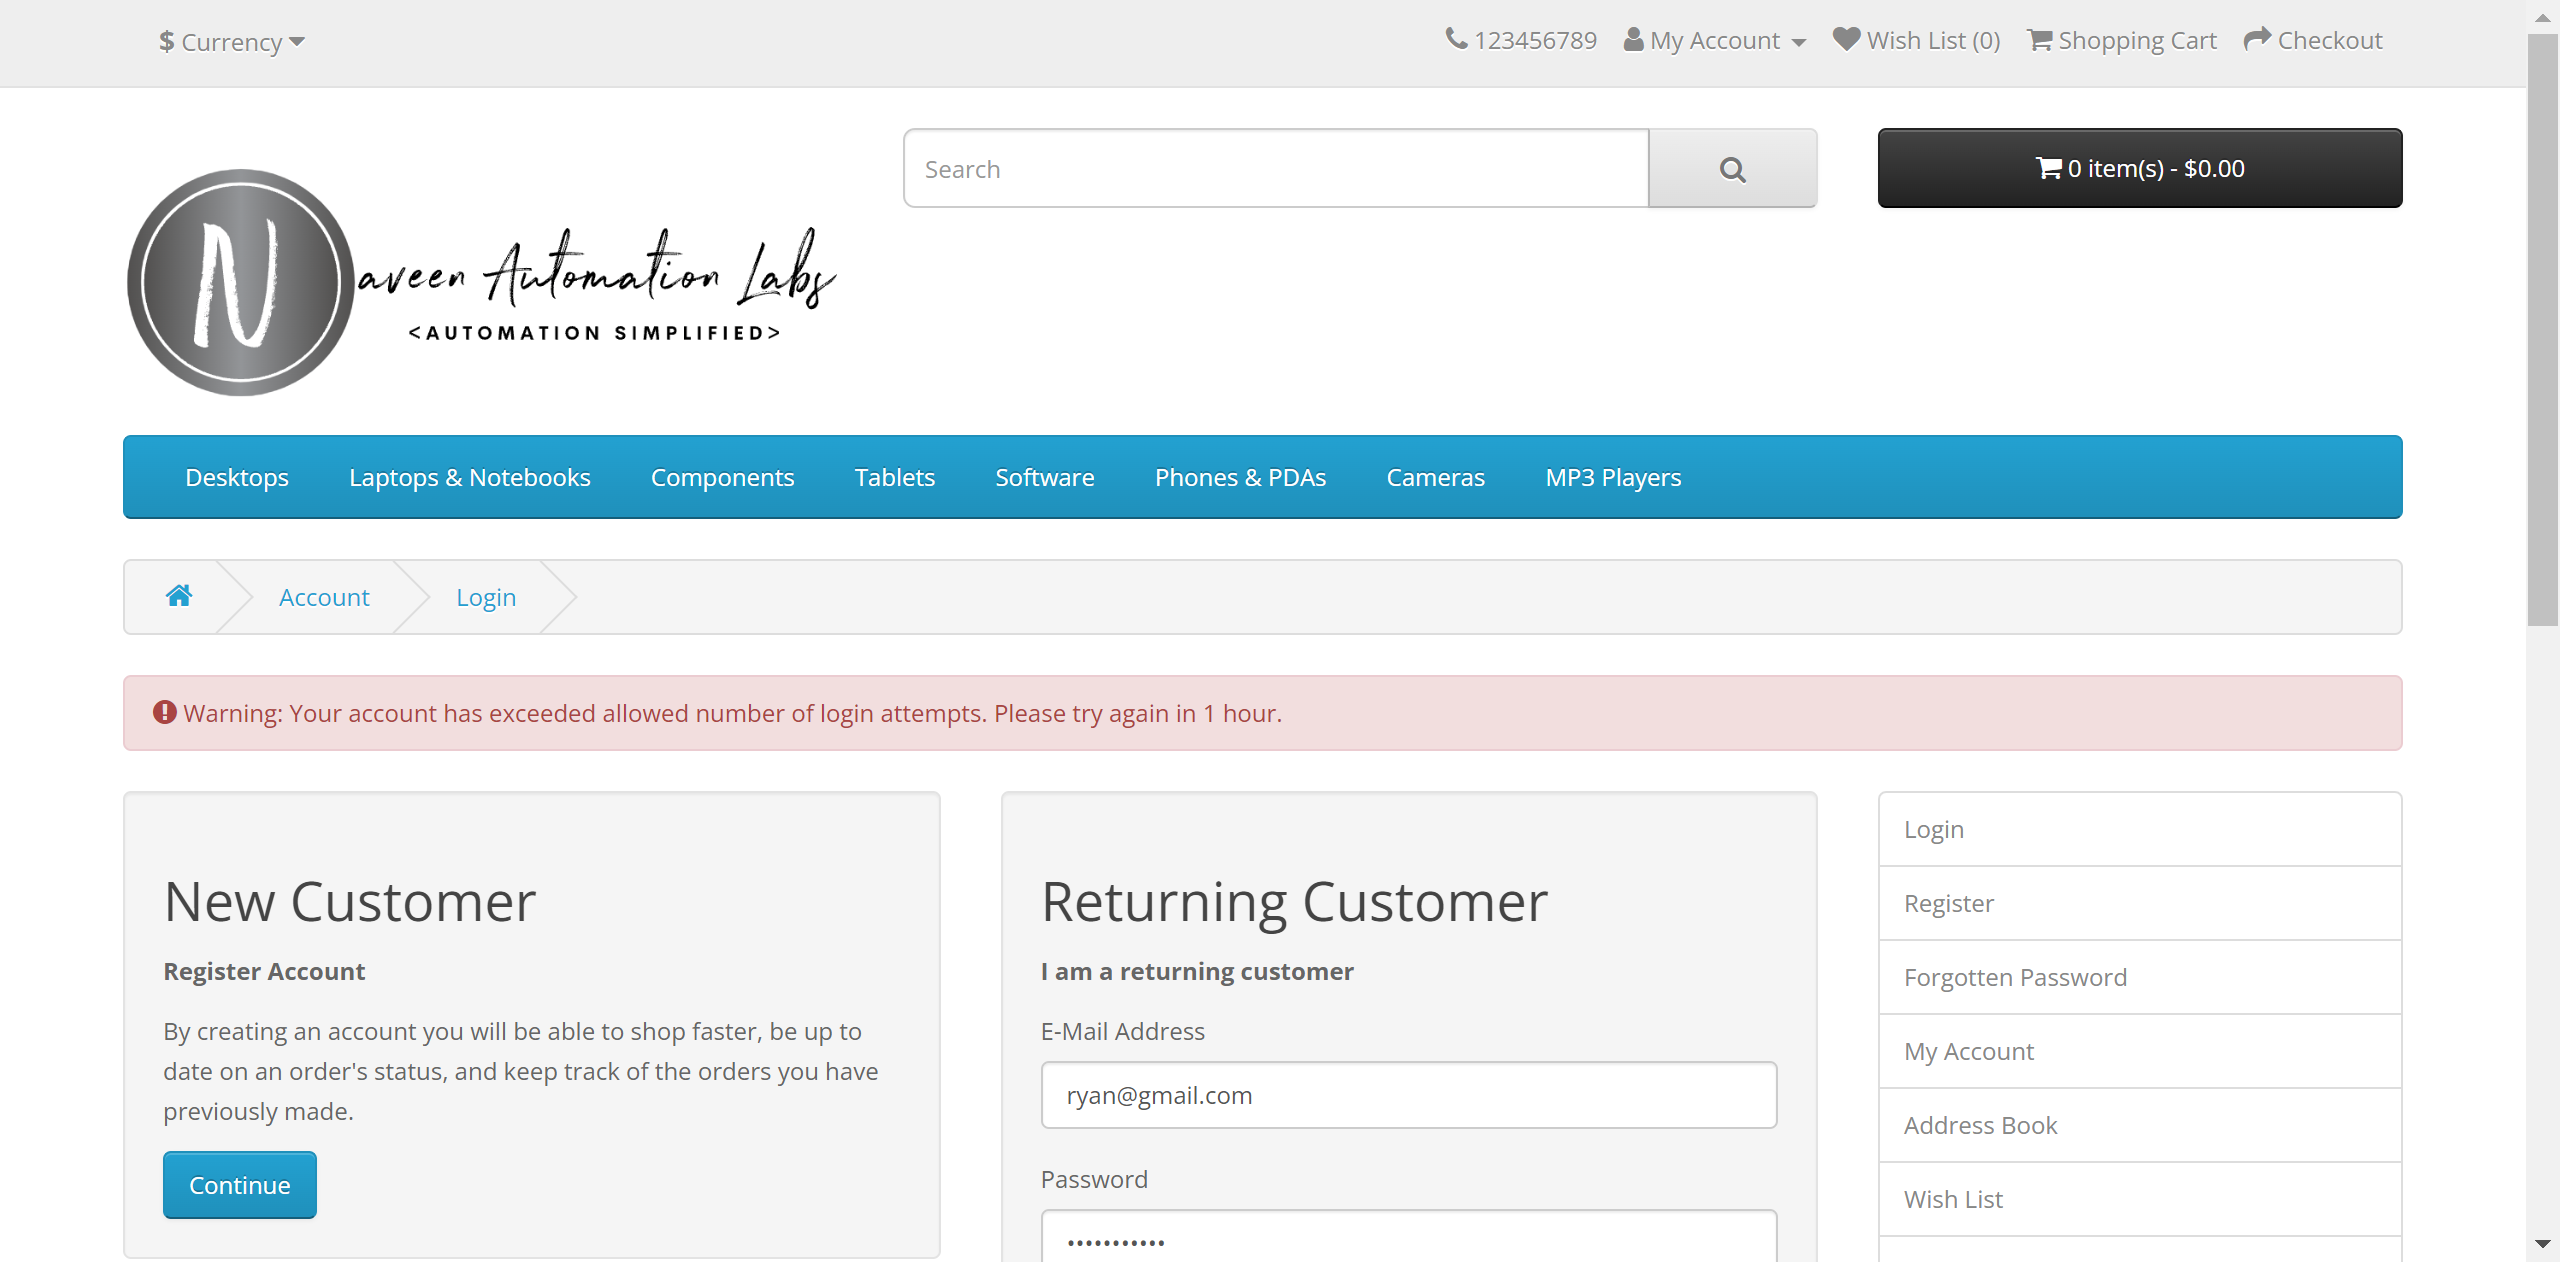 $ Currency
123456789 My Account Wish List (0) Shopping Cart Checkout
Search
0 item(s) - $0.00
N
aveen Automation Labs
<AUTOMATION SIMPLIFIED>
Desktops Laptops & Notebooks Components Tablets Software Phones & PDAs Cameras MP3 Players
Account Login
Warning: Your account has exceeded allowed number of login attempts. Please try again in 1 hour.
New Customer
Register Account
By creating an account you will be able to shop faster, be up to
date on an order's status, and keep track of the orders you have
previously made.
Continue
Returning Customer
I am a returning customer
E-Mail Address
ryan@gmail.com
Password
Login
Register
Forgotten Password
My Account
Address Book
Wish List